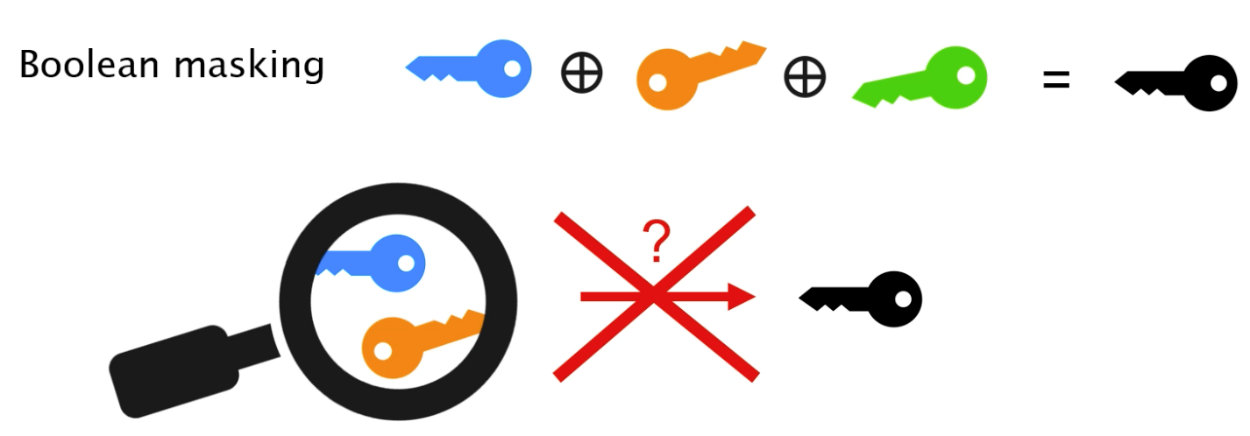 Boolean masking ⊕ ⊕ =
?